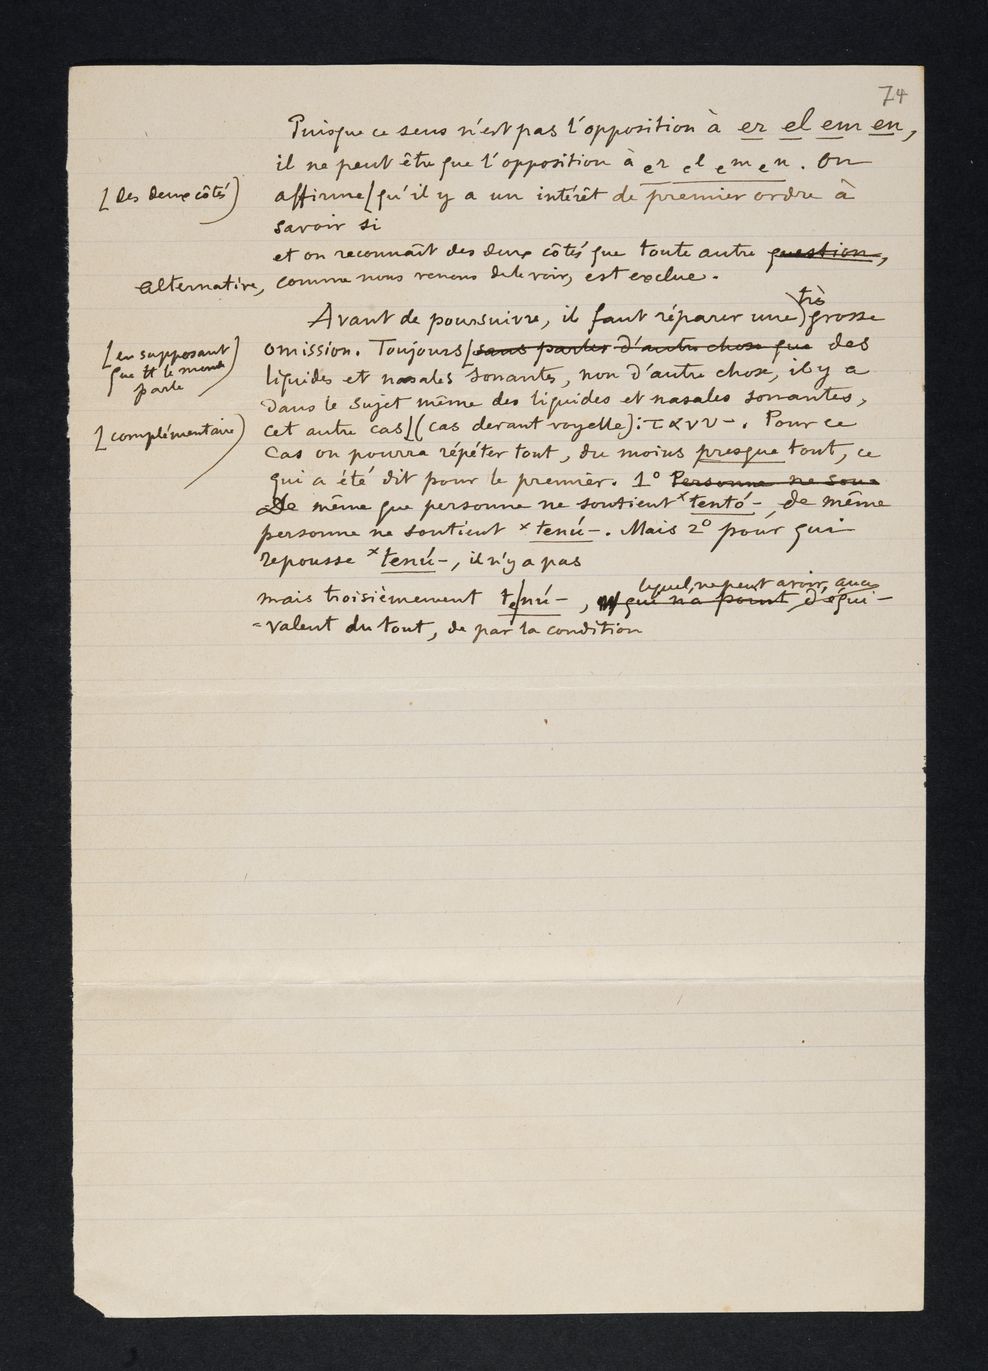 74
Puisque ce sens n'est pas l'opposition à er el em en,
il ne peut être que l'opposition à er el em en. On
[des deux côtés)
affirme [qu'il y a un intérêt de premier ordre à
savoir si
et on reconnaît des deux côtés que toute autre question,
alternative, comme nous venons de le voir, est exclue.
très
Avant de poursuivre, il faut réparer une grosse
[en supposant
que tt le monde
parle
omission. Toujours [sans parler d'autre chose que des
liquides et nasales sonantes, non d'autre chose, il y a
dans le sujet même des liquides et nasales sonantes,
[complémentaire)
cet autre cas [(cas devant voyelle): τανν-. Pour ce
cas on pourra répéter tout, du moins presque tout, ce
qui a été dit pour le premier. 1° Personne ne sou
De même que personne ne soutient ˣtentó-, de même
personne ne soutient ˣtenú-. Mais 2° pour qui
repousse ˣtenú-, il n'y a pas
lequel ne peut avoir aucun
mais troisièmement tenú-, qui n'a point d'équi-
-valent du tout, de par la condition